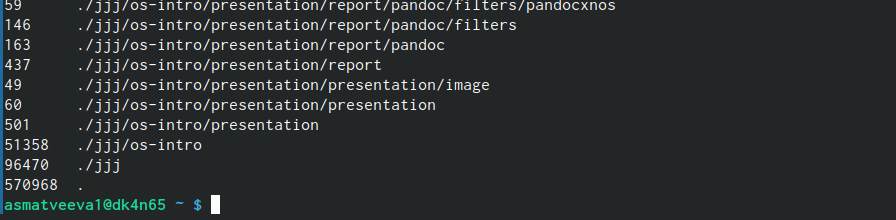 59 ./jjj/os-intro/presentation/report/pandoc/filters/pandocxnos
146 ./jjj/os-intro/presentation/report/pandoc/filters
163 ./jjj/os-intro/presentation/report/pandoc
437 ./jjj/os-intro/presentation/report
49 ./jjj/os-intro/presentation/presentation/image
60 ./jjj/os-intro/presentation/presentation
501 ./jjj/os-intro/presentation
51358 ./jjj/os-intro
96470 ./jjj
570968 .
asmatveeva1@dk4n65 ~ $